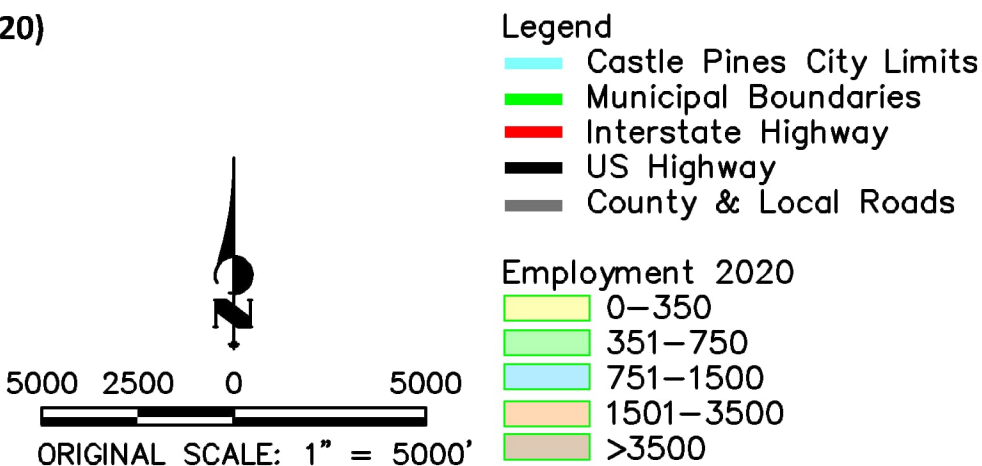 20)
Legend
Castle Pines City Limits
Municipal Boundaries
Interstate Highway
US Highway
County & Local Roads
N
Employment 2020
0-350
351-750
751-1500
1501-3500
>3500
5000 2500 0 5000
ORIGINAL SCALE: 1" = 5000'